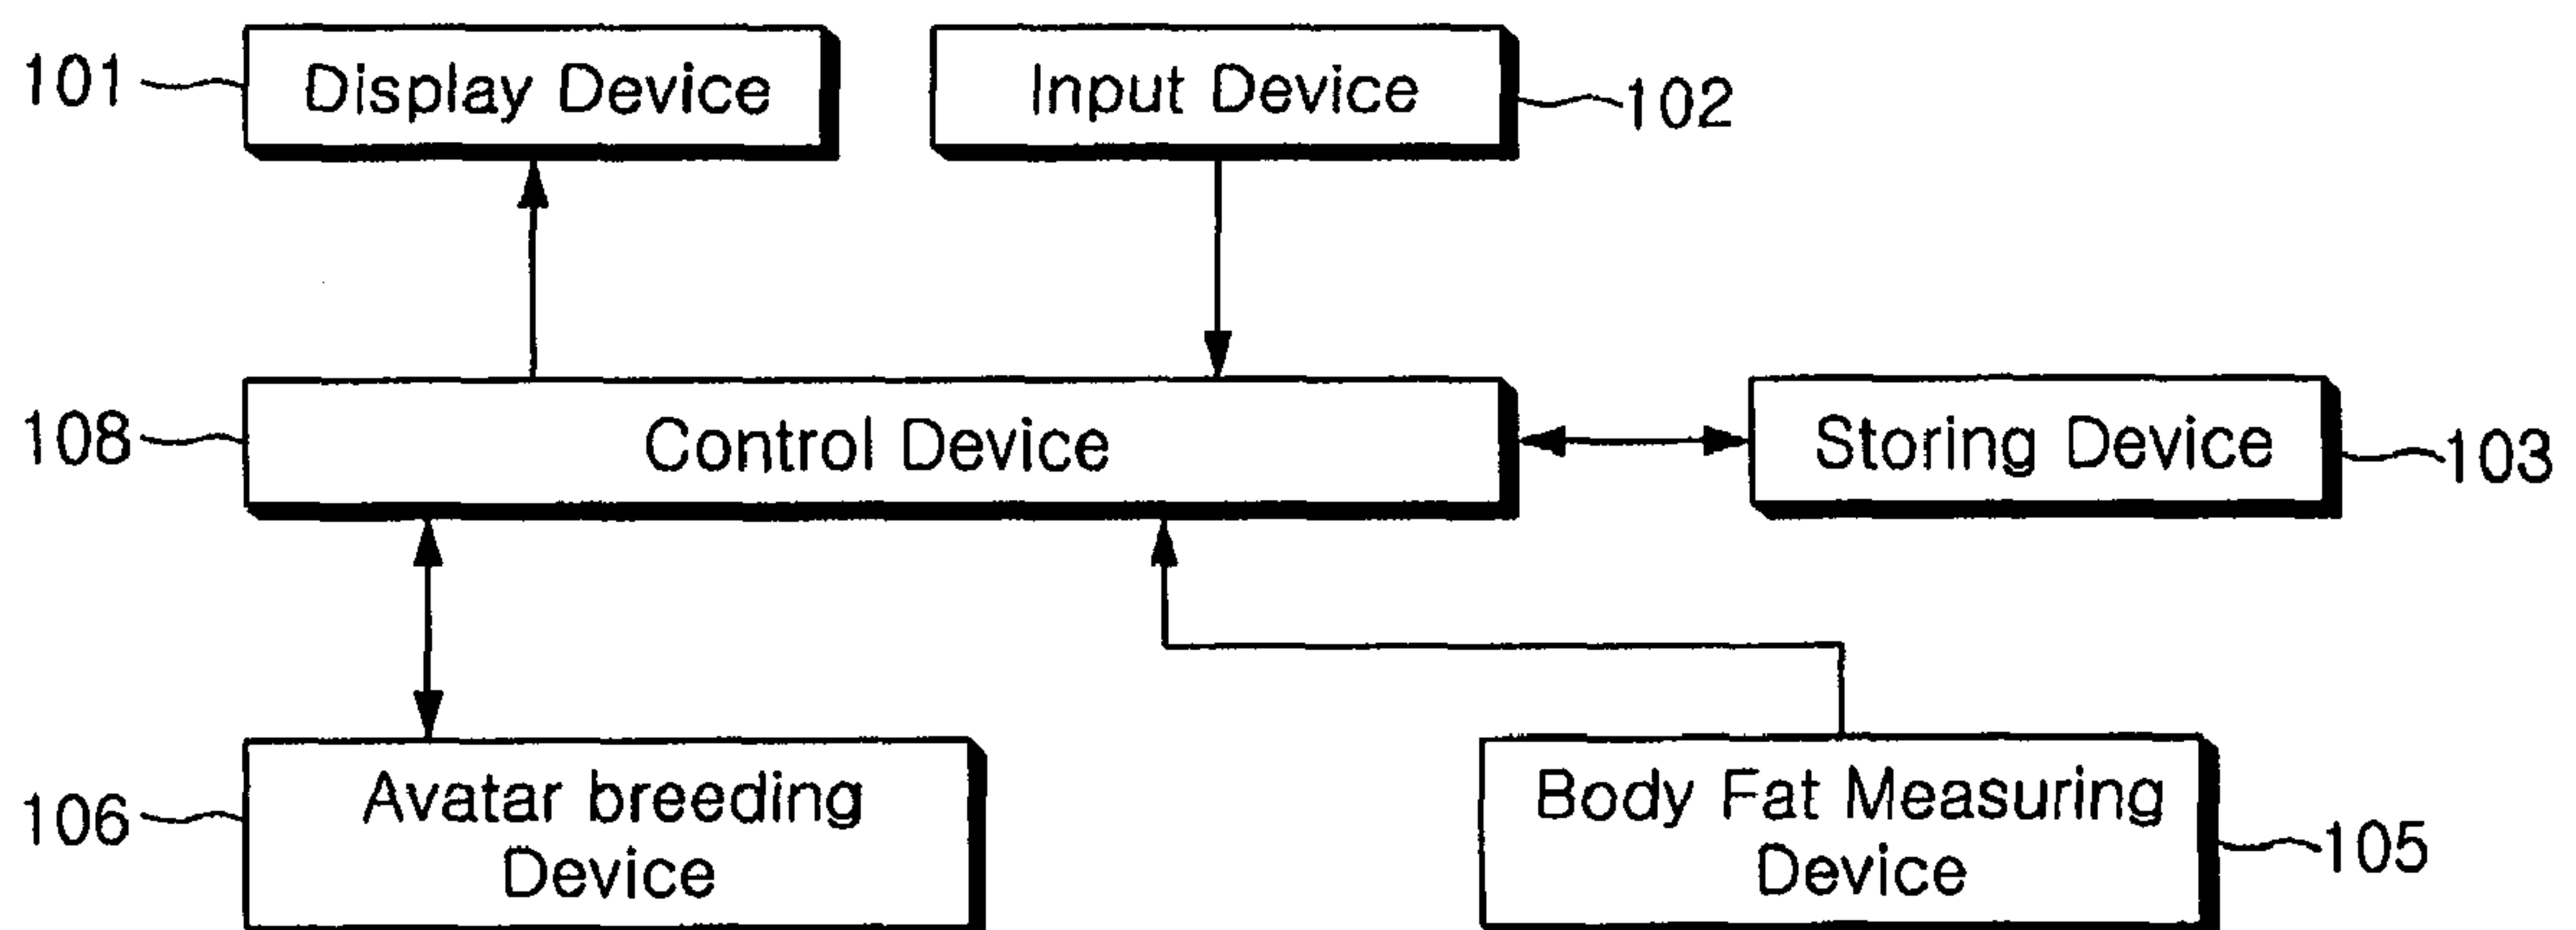 101
Display Device
Input Device
102
108
Control Device
Storing Device
103
106
Avatar breeding
Device
Body Fat Measuring
Device
105